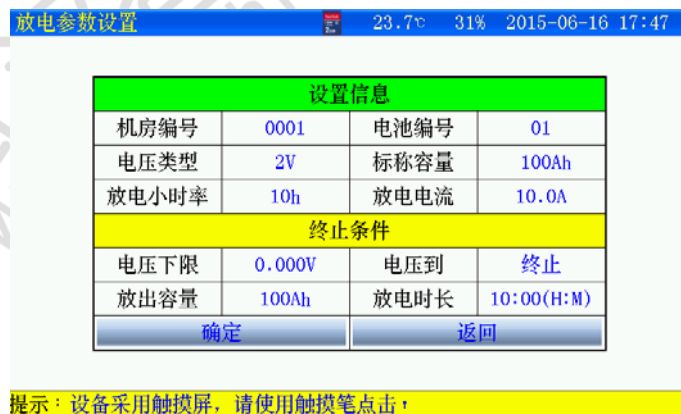 放电参数设置 23.7℃ 31% 2015-06-16 17:47
设置信息
机房编号 0001 电池编号 01
电压类型 2V 标称容量 100Ah
放电小时率 10h 放电电流 10.0A
终止条件
电压下限 0.000V 电压到 终止
放出容量 100Ah 放电时长 10:00(H:M)
确定 返回
提示：设备采用触摸屏，请使用触摸笔点击！